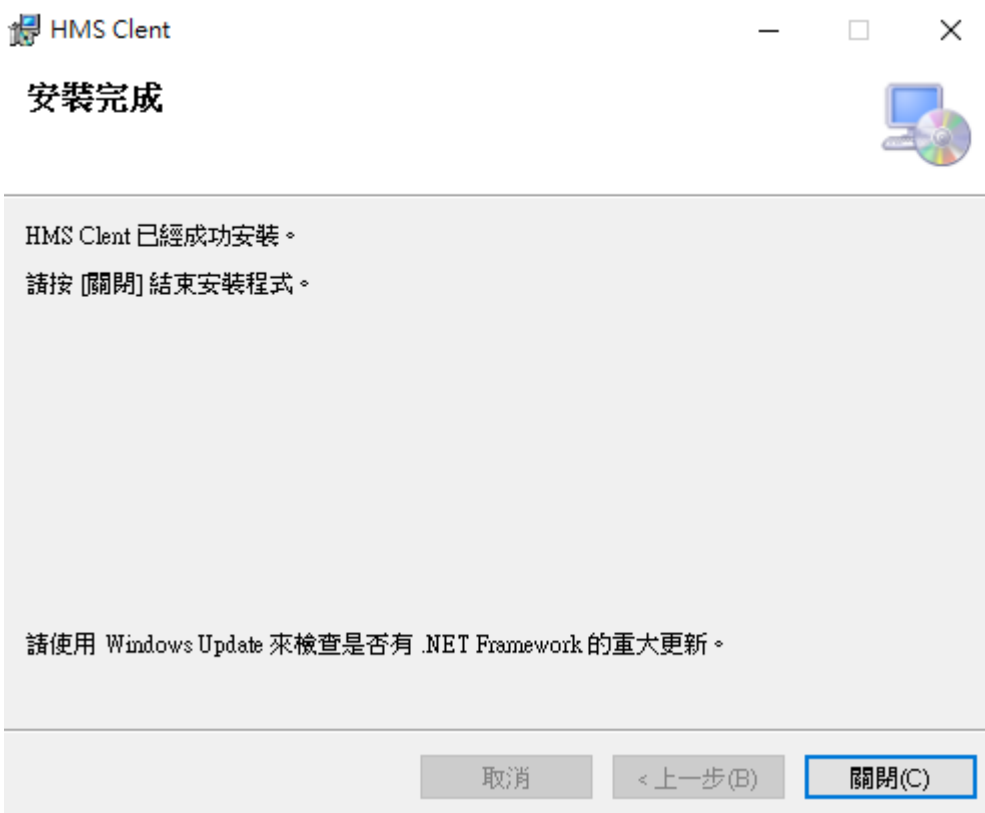 HMS Clent
安裝完成
HMS Clent 已經成功安裝。
請按 [關閉] 結束安裝程式。
請使用 Windows Update 來檢查是否有 .NET Framework 的重大更新。
取消
< 上一步(B)
關閉(C)